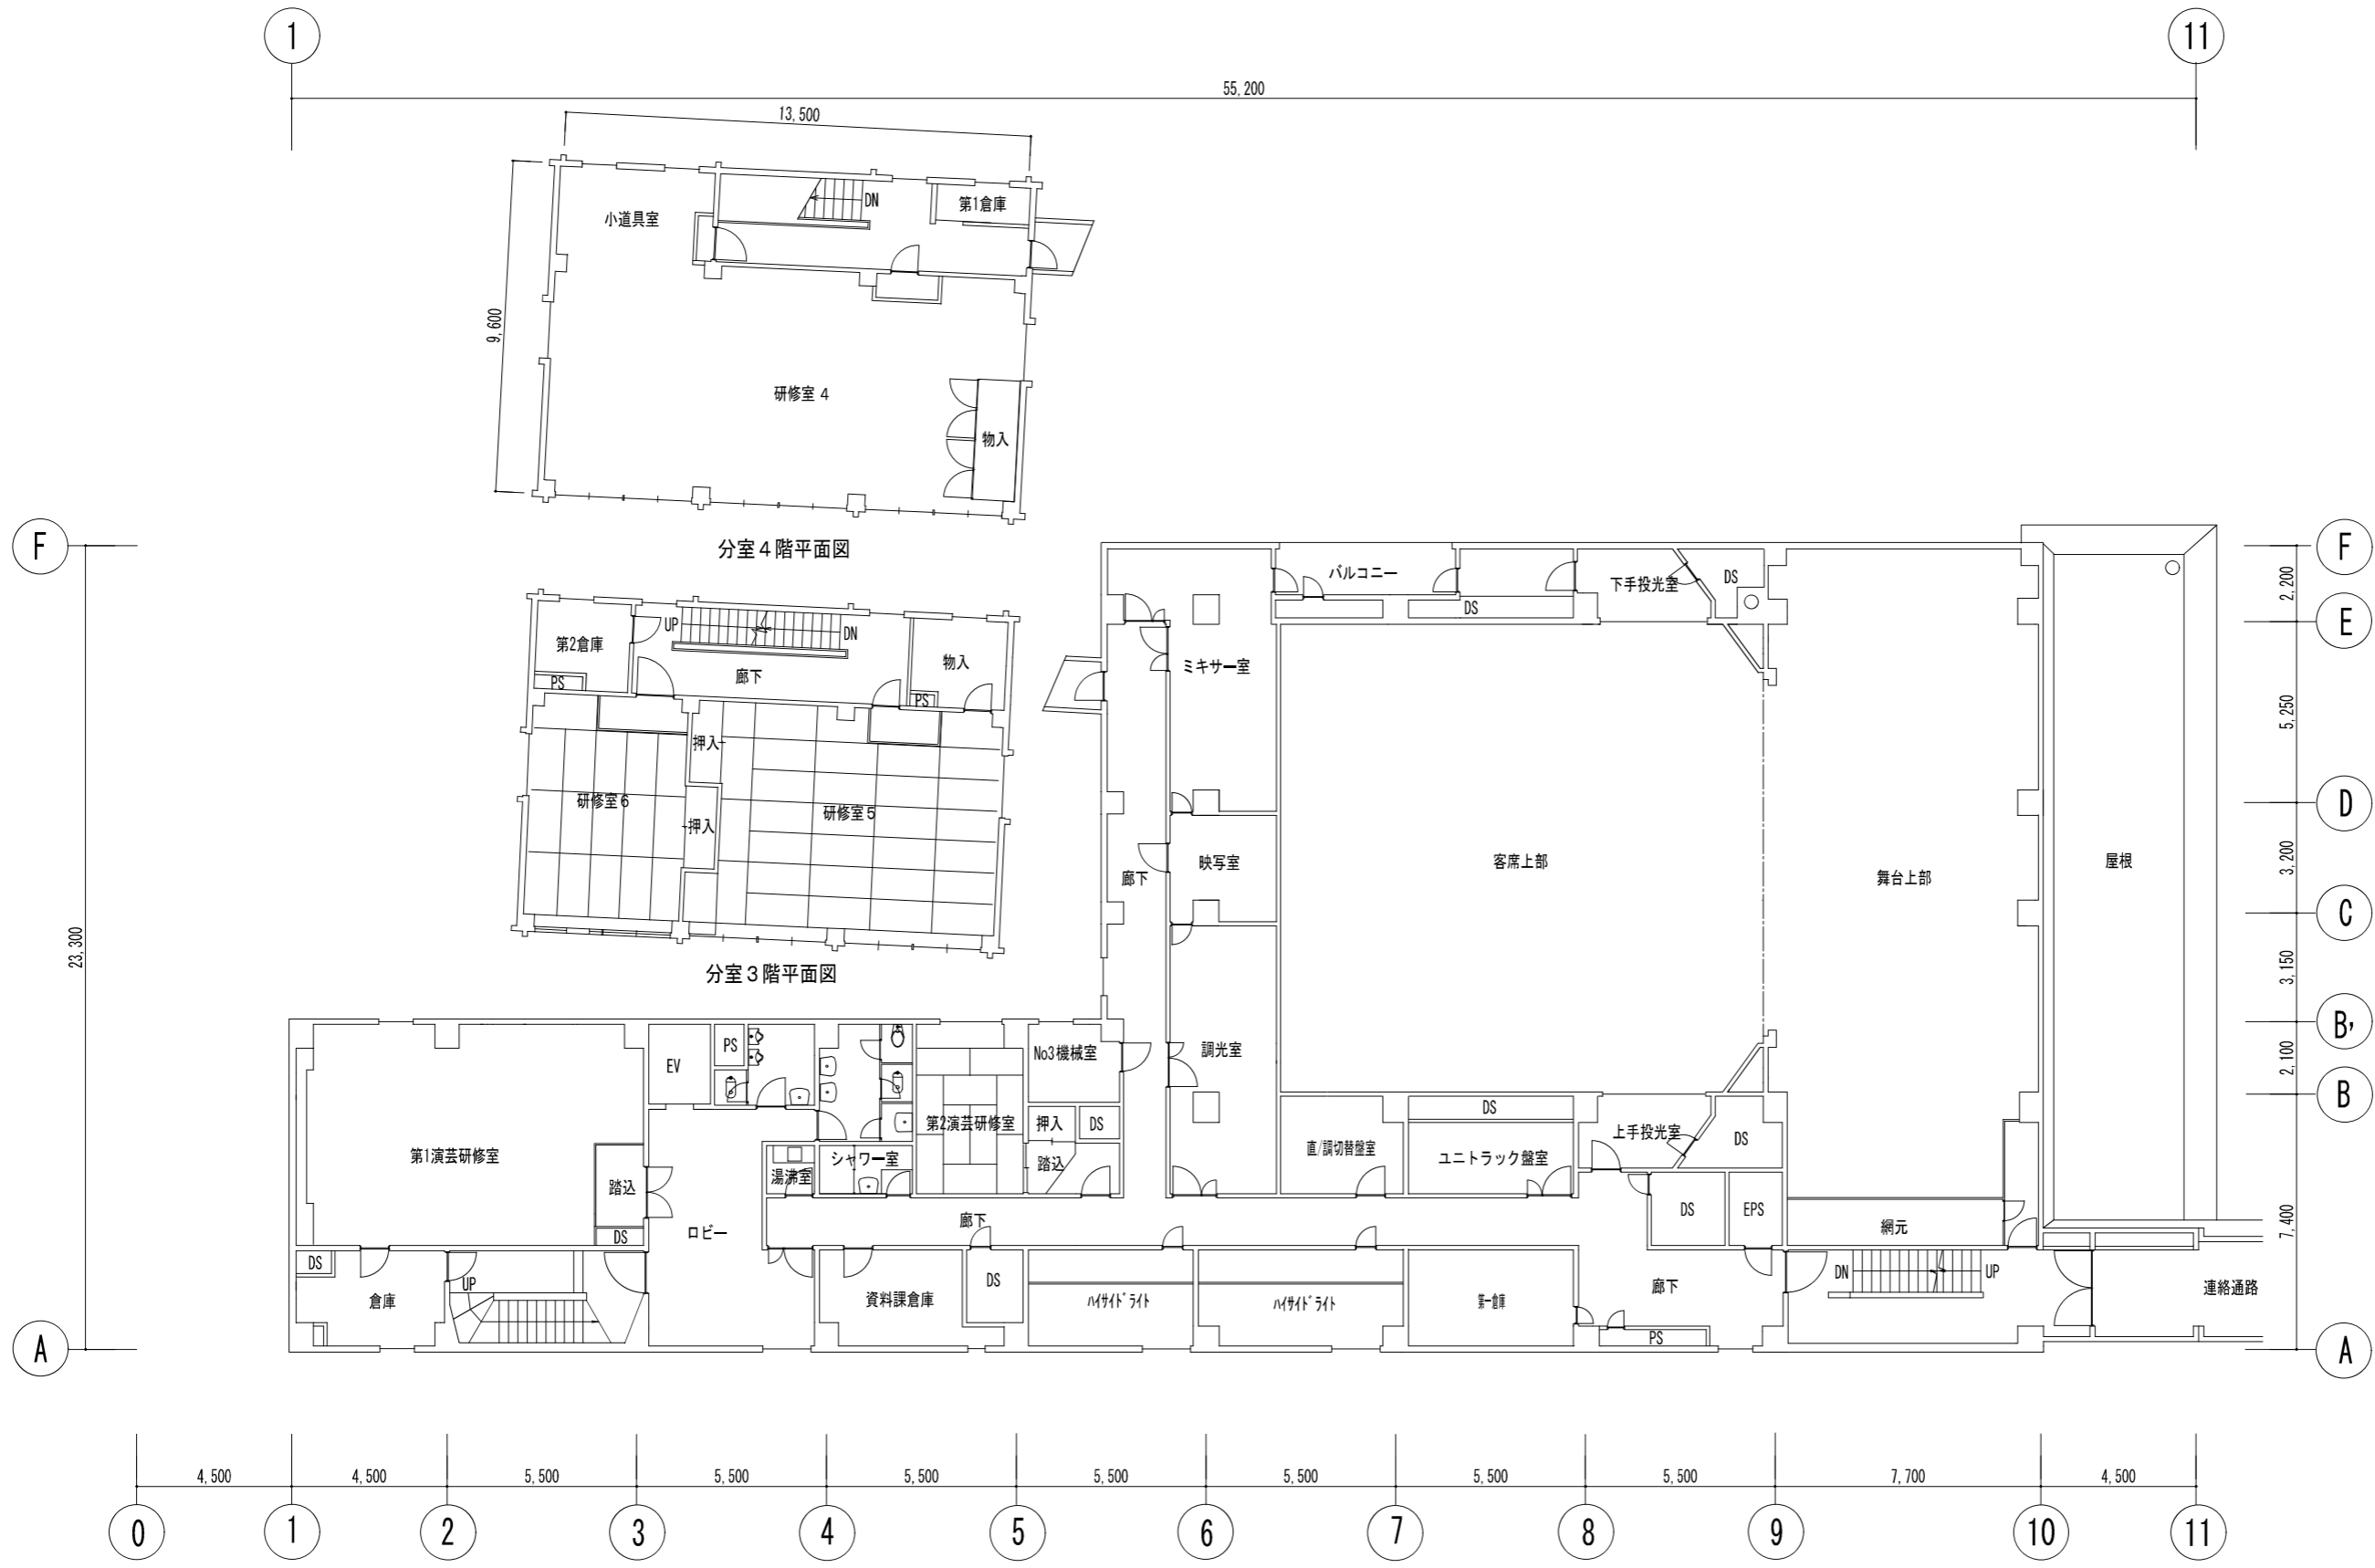 1
11
55,200
13,500
9,600
小道具室
DN
第1倉庫
研修室 4
物入
分室４階平面図
F
F
第2倉庫
UP
DN
物入
廊下
PS
PS
押入
研修室６
押入
研修室５
分室３階平面図
バルコニー
下手投光室
DS
DS
ミキサー室
2,200
E
5,250
D
映写室
廊下
客席上部
舞台上部
屋根
3,200
C
23,300
3,150
B'
2,100
B
EV
PS
No3機械室
調光室
第1演芸研修室
踏込
DS
第2演芸研修室
押入
DS
踏込
シャワー室
湯沸室
直/調切替盤室
DS
ユニトラック盤室
上手投光室
DS
DS
EPS
網元
7,400
ロビー
廊下
DS
倉庫
UP
資料課倉庫
DS
ﾊｲｻｲﾄﾞﾗｲﾄ
ﾊｲｻｲﾄﾞﾗｲﾄ
第一倉庫
廊下
PS
DN
UP
連絡通路
A
A
4,500
4,500
5,500
5,500
5,500
5,500
5,500
5,500
5,500
7,700
4,500
0
1
2
3
4
5
6
7
8
9
10
11